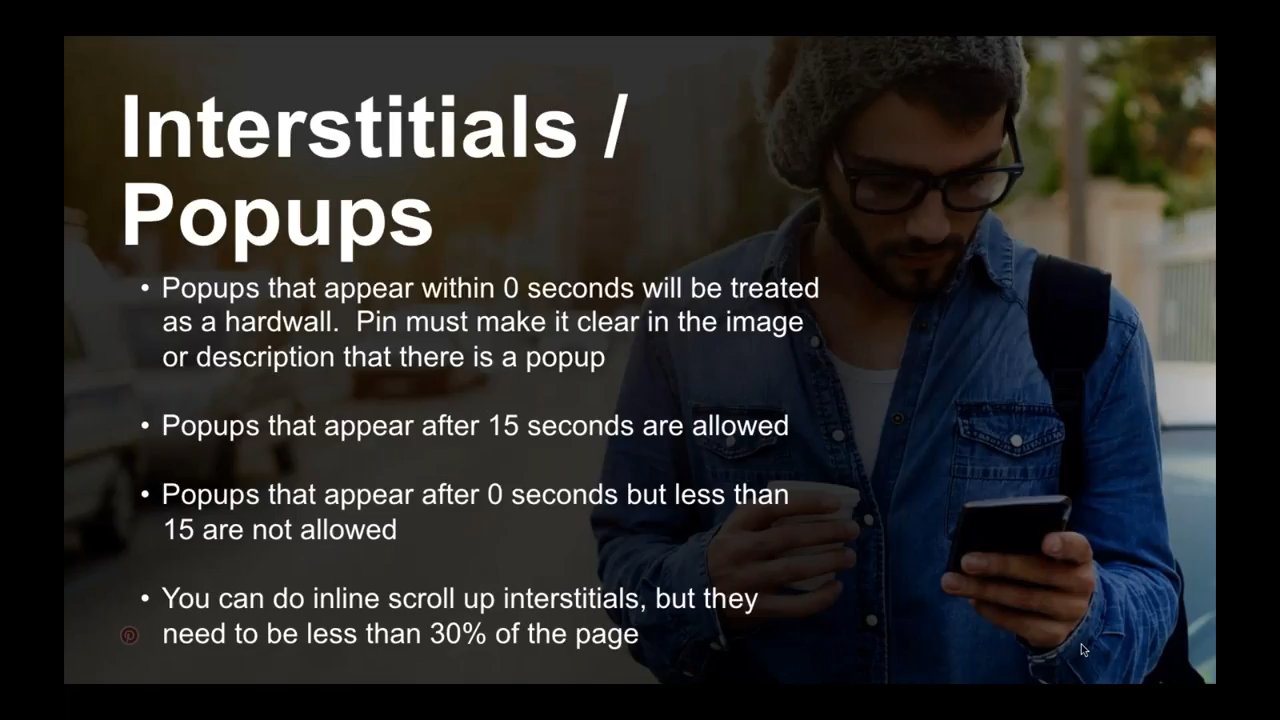 Interstitials /
Popups
• Popups that appear within 0 seconds will be treated
as a hardwall.  Pin must make it clear in the image
or description that there is a popup
• Popups that appear after 15 seconds are allowed
• Popups that appear after 0 seconds but less than
15 are not allowed
• You can do inline scroll up interstitials, but they
need to be less than 30% of the page